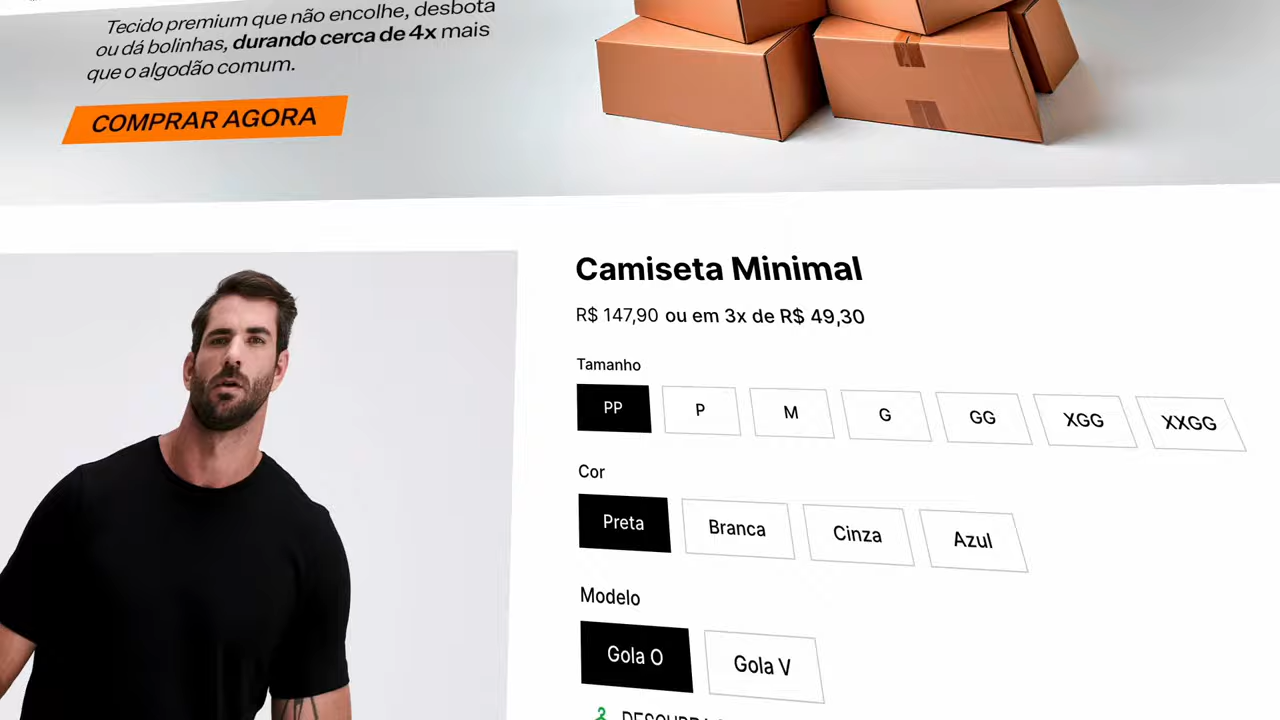 Tecido premium que não encolhe, desbota
ou dá bolinhas, durando cerca de 4x mais
que o algodão comum.
COMPRAR AGORA
Camiseta Minimal
R$ 147,90 ou em 3x de R$ 49,30
Tamanho
PP P M G GG XGG XXGG
Cor
Preta Branca Cinza Azul
Modelo
Gola O Gola V